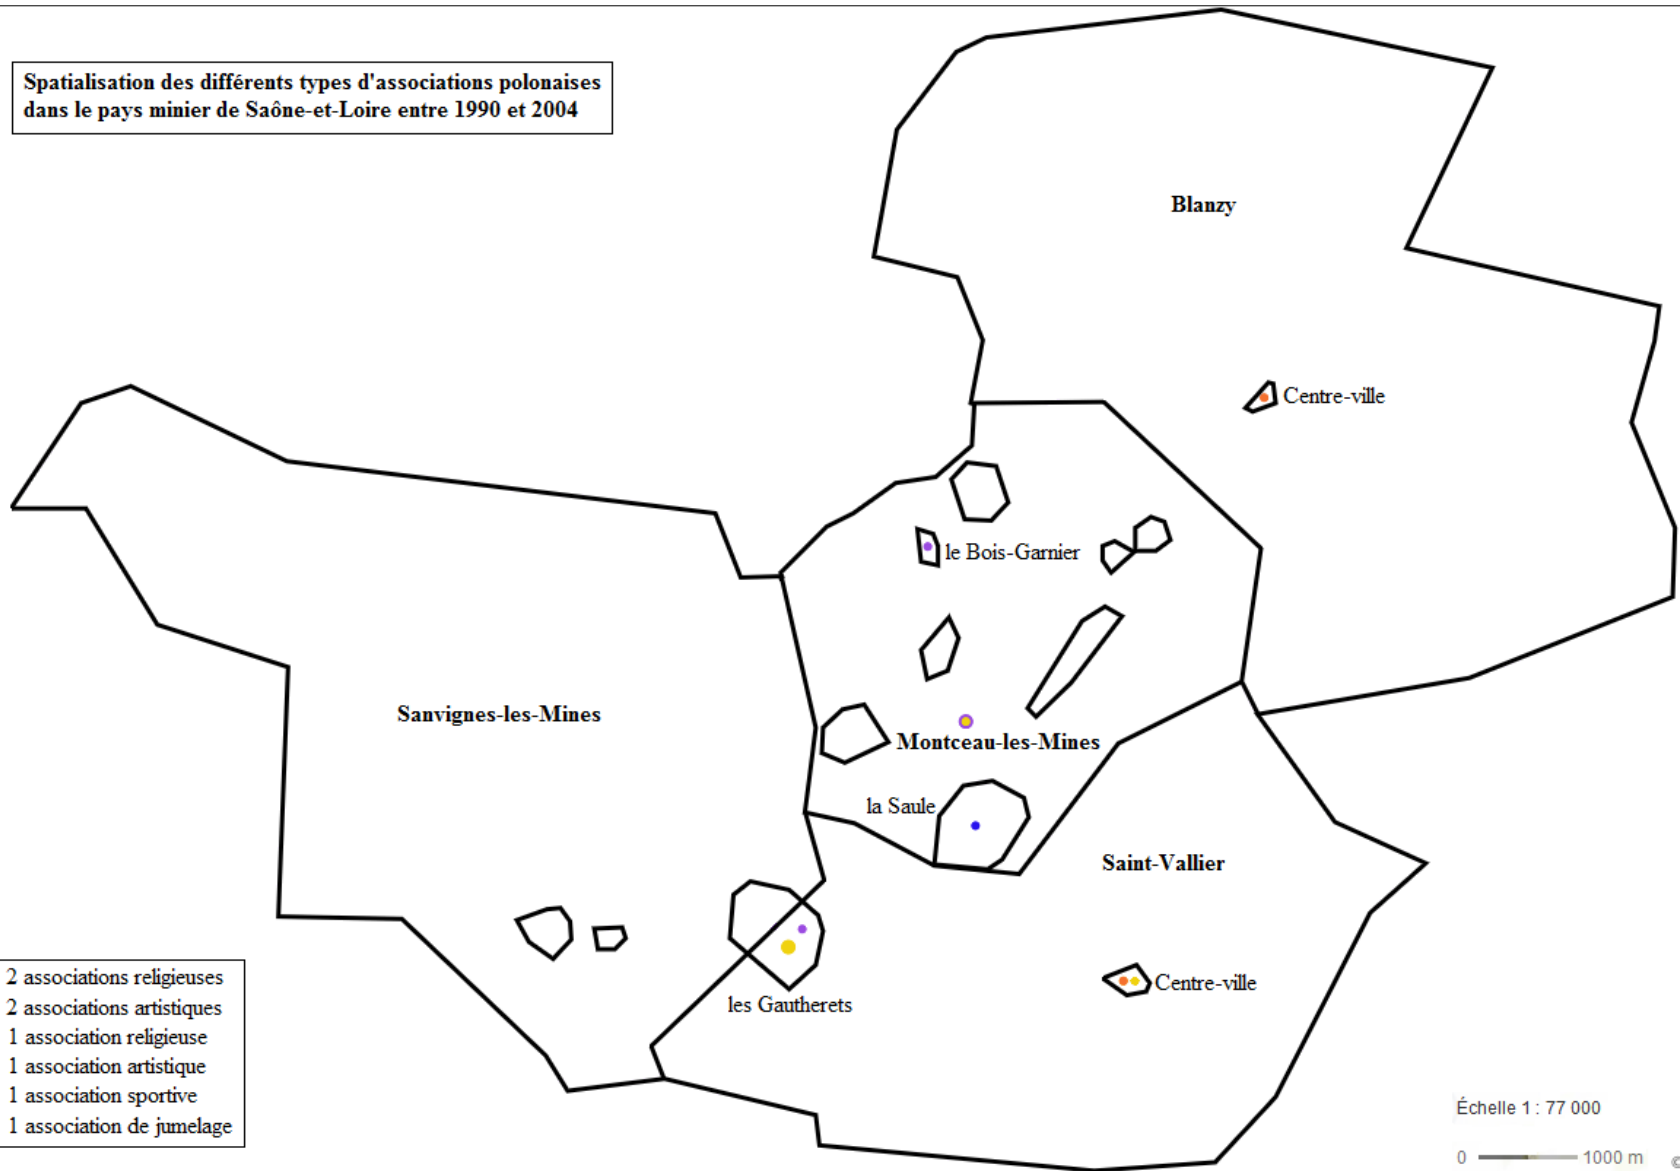 Spatialisation des différents types d'associations polonaises
dans le pays minier de Saône-et-Loire entre 1990 et 2004
Blanzy
Centre-ville
le Bois-Garnier
Sanvignes-les-Mines
Montceau-les-Mines
la Saule
Saint-Vallier
les Gautherets
Centre-ville
2 associations religieuses
2 associations artistiques
1 association religieuse
1 association artistique
1 association sportive
1 association de jumelage
Échelle 1 : 77 000
0 1000 m ©